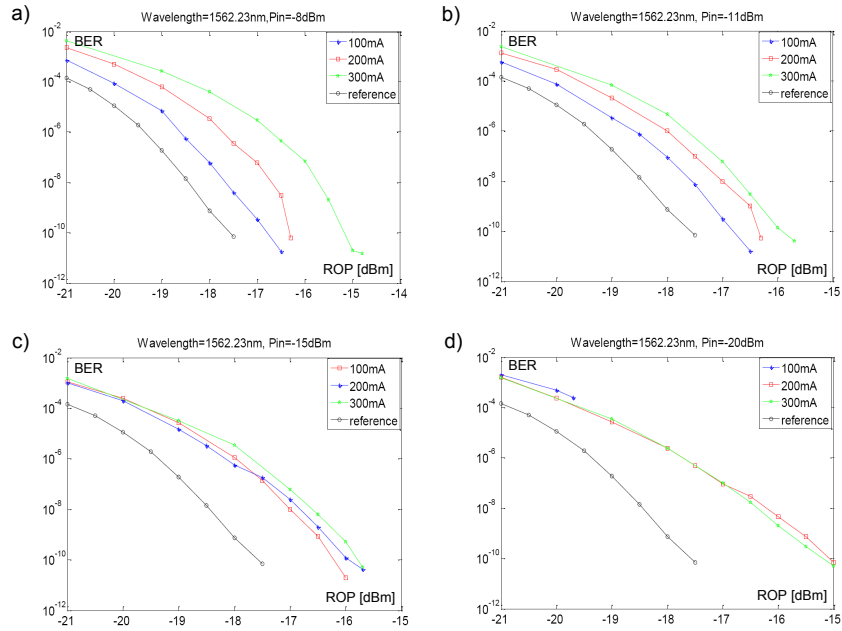 a)
Wavelength=1562.23nm,Pin=-8dBm
BER
100mA
200mA
300mA
reference
10^-2
10^-4
10^-6
10^-8
10^-10
10^-12
ROP [dBm]
-21 -20 -19 -18 -17 -16 -15 -14
b)
Wavelength=1562.23nm, Pin=-11dBm
BER
100mA
200mA
300mA
reference
10^-2
10^-4
10^-6
10^-8
10^-10
10^-12
ROP [dBm]
-21 -20 -19 -18 -17 -16 -15
c)
Wavelength=1562.23nm, Pin=-15dBm
BER
100mA
200mA
300mA
reference
10^-2
10^-4
10^-6
10^-8
10^-10
10^-12
ROP [dBm]
-21 -20 -19 -18 -17 -16 -15
d)
Wavelength=1562.23nm, Pin=-20dBm
BER
100mA
200mA
300mA
reference
10^-2
10^-4
10^-6
10^-8
10^-10
10^-12
ROP [dBm]
-21 -20 -19 -18 -17 -16 -15